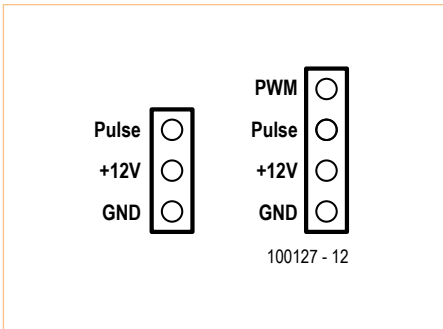 Pulse
+12V
GND
PWM
Pulse
+12V
GND
100127 - 12